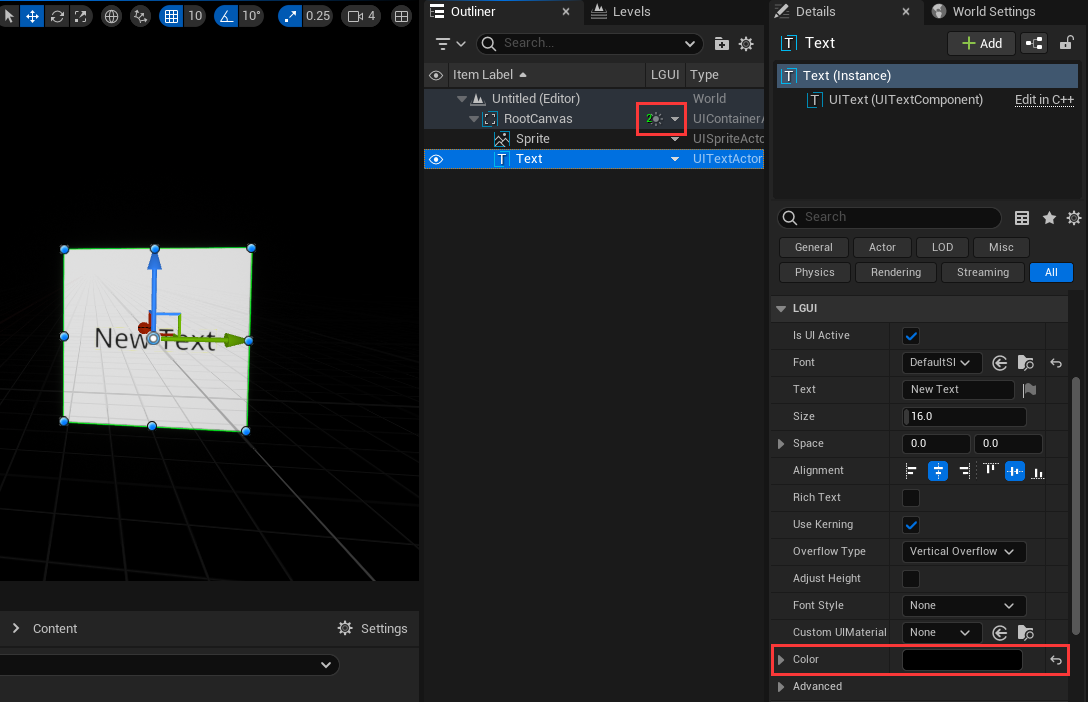 10
10°
0.25
4
New Text
Content
Settings
Outliner
Levels
Search...
Item Label
LGUI
Type
Untitled (Editor)
World
RootCanvas
UIContainerA
Sprite
UISpriteActo
Text
UITextActor
Details
World Settings
Text
Add
Text (Instance)
UIText (UITextComponent)
Edit in C++
Search
General
Actor
LOD
Misc
Physics
Rendering
Streaming
All
LGUI
Is UI Active
Font
DefaultSI
Text
New Text
Size
16.0
Space
0.0
0.0
Alignment
Rich Text
Use Kerning
Overflow Type
Vertical Overflow
Adjust Height
Font Style
None
Custom UIMaterial
None
Color
Advanced